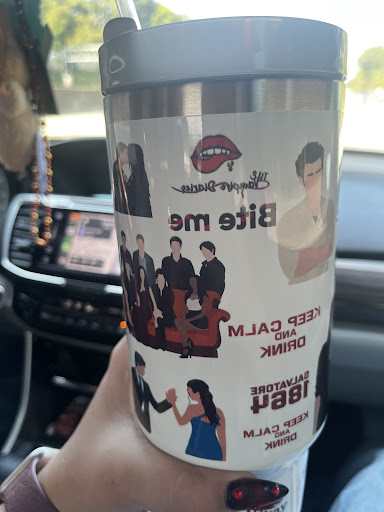 The Vampire Diaries
Bite me
KEEP CALM
AND
DRINK
SALVATORE
1864
KEEP CALM
AND
DRINK